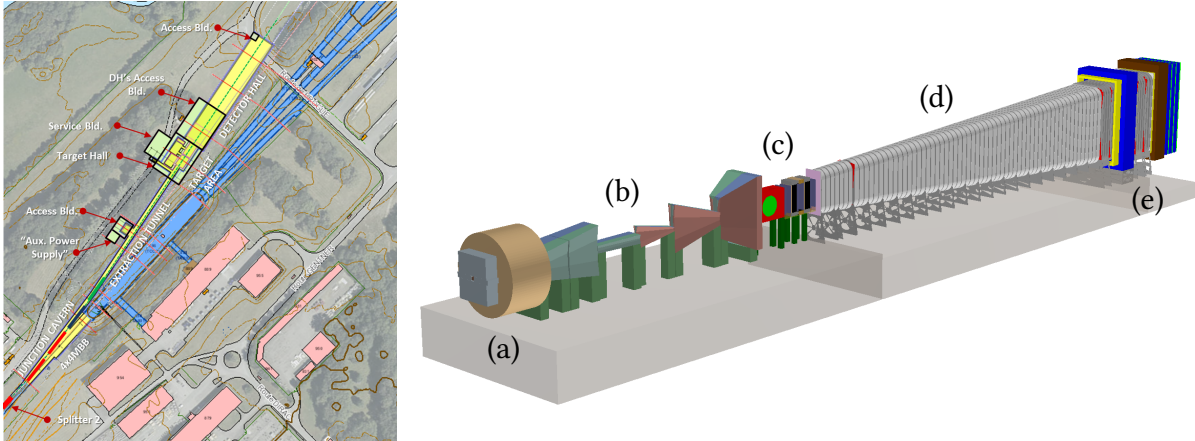 Access Bld.
DH's Access
Bld.
DETECTOR HALL
Service Bld.
Target Hall
TARGET
AREA
Access Bld.
"Aux. Power
Supply"
EXTRACTION TUNNEL
JUNCTION CAVERN
4x4MBB
Splitter 2
(a)
(b)
(c)
(d)
(e)